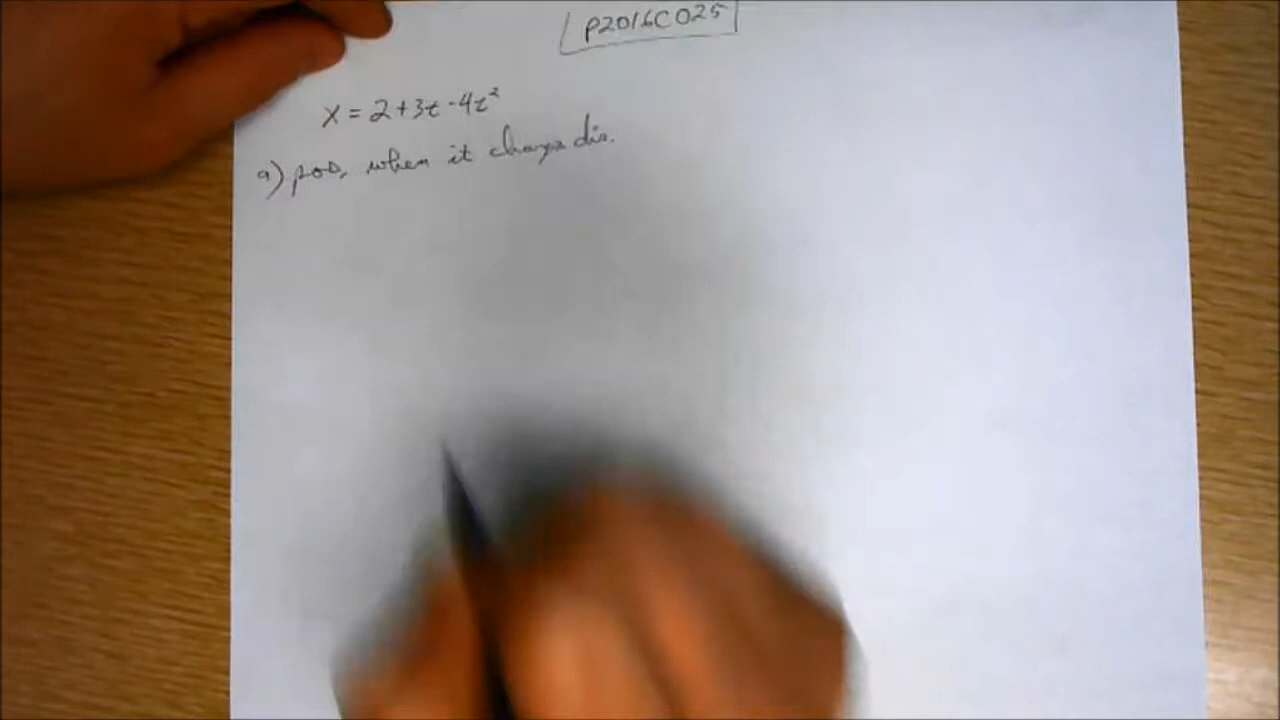 P2016C025
x = 2+3t-4t²
a) pos, when it changes dir.